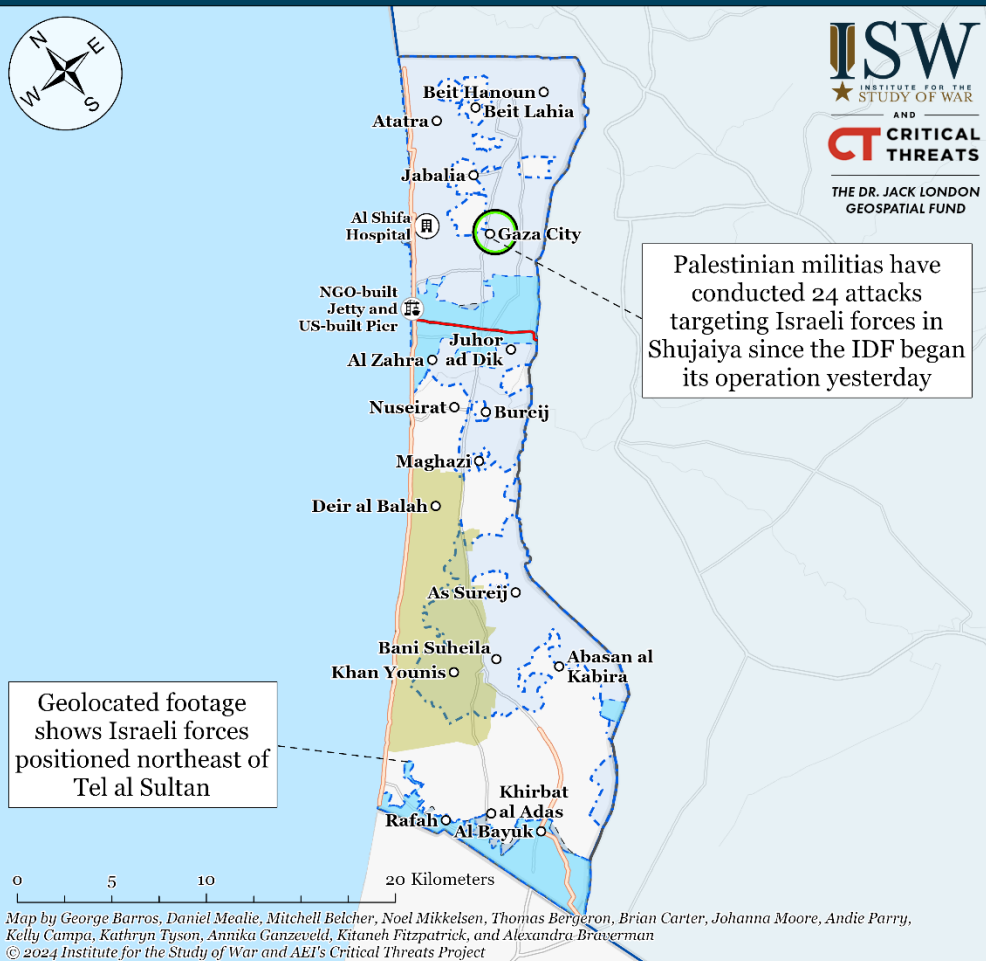 N
E
W
S
ISW
INSTITUTE FOR THE
STUDY OF WAR
AND
CT CRITICAL
THREATS
THE DR. JACK LONDON
GEOSPATIAL FUND
Beit Hanoun
Beit Lahia
Atatra
Jabalia
Al Shifa
Hospital
Gaza City
Palestinian militias have
conducted 24 attacks
targeting Israeli forces in
Shujaiya since the IDF began
its operation yesterday
NGO-built
Jetty and
US-built Pier
Juhor
ad Dik
Al Zahra
Nuseirat
Bureij
Maghazi
Deir al Balah
As Sureij
Bani Suheila
Abasan al
Kabira
Khan Younis
Geolocated footage
shows Israeli forces
positioned northeast of
Tel al Sultan
Khirbat
al Adas
Rafah
Al Bayuk
0 5 10 20 Kilometers
Map by George Barros, Daniel Mealie, Mitchell Belcher, Noel Mikkelsen, Thomas Bergeron, Brian Carter, Johanna Moore, Andie Parry,
Kelly Campa, Kathryn Tyson, Annika Ganzeveld, Kitaneh Fitzpatrick, and Alexandra Braverman
© 2024 Institute for the Study of War and AEI's Critical Threats Project